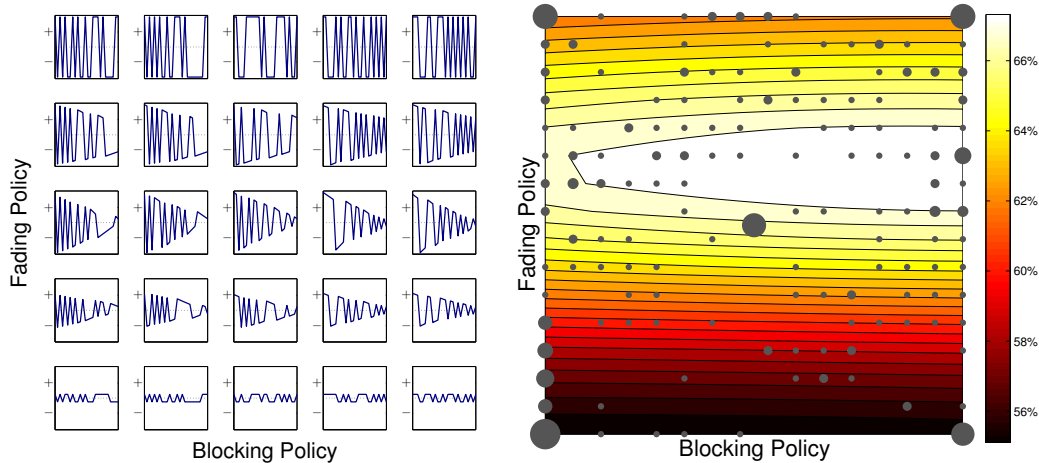 + + + + +
− − − − −
+ + + + +
− − − − −
+ + + + +
− − − − −
+ + + + +
− − − − −
+ + + + +
− − − − −
Fading Policy
Blocking Policy
Fading Policy
Blocking Policy
66%
64%
62%
60%
58%
56%